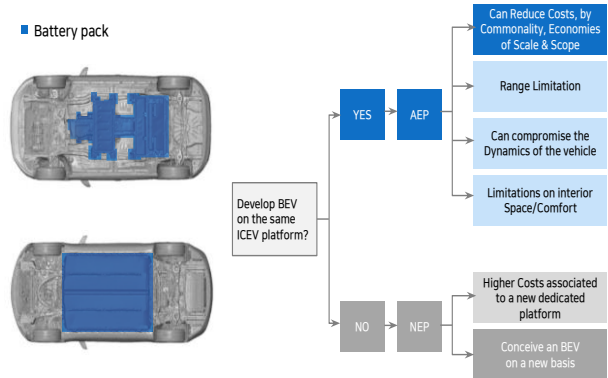 Battery pack
Develop BEV
on the same
ICEV platform?
YES
AEP
Can Reduce Costs, by
Commonality, Economies
of Scale & Scope
Range Limitation
Can compromise the
Dynamics of the vehicle
Limitations on interior
Space/Comfort
NO
NEP
Higher Costs associated
to a new dedicated
platform
Conceive an BEV
on a new basis